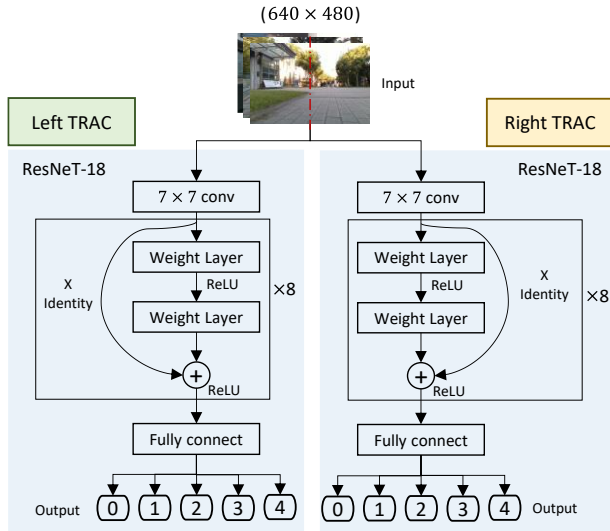 (640 × 480)
Input
Left TRAC
Right TRAC
ResNeT-18
ResNeT-18
7 × 7 conv
7 × 7 conv
Weight Layer
Weight Layer
ReLU
ReLU
X
Identity
×8
X
Identity
×8
Weight Layer
Weight Layer
+
+
ReLU
ReLU
Fully connect
Fully connect
Output
0
1
2
3
4
0
1
2
3
4
Output